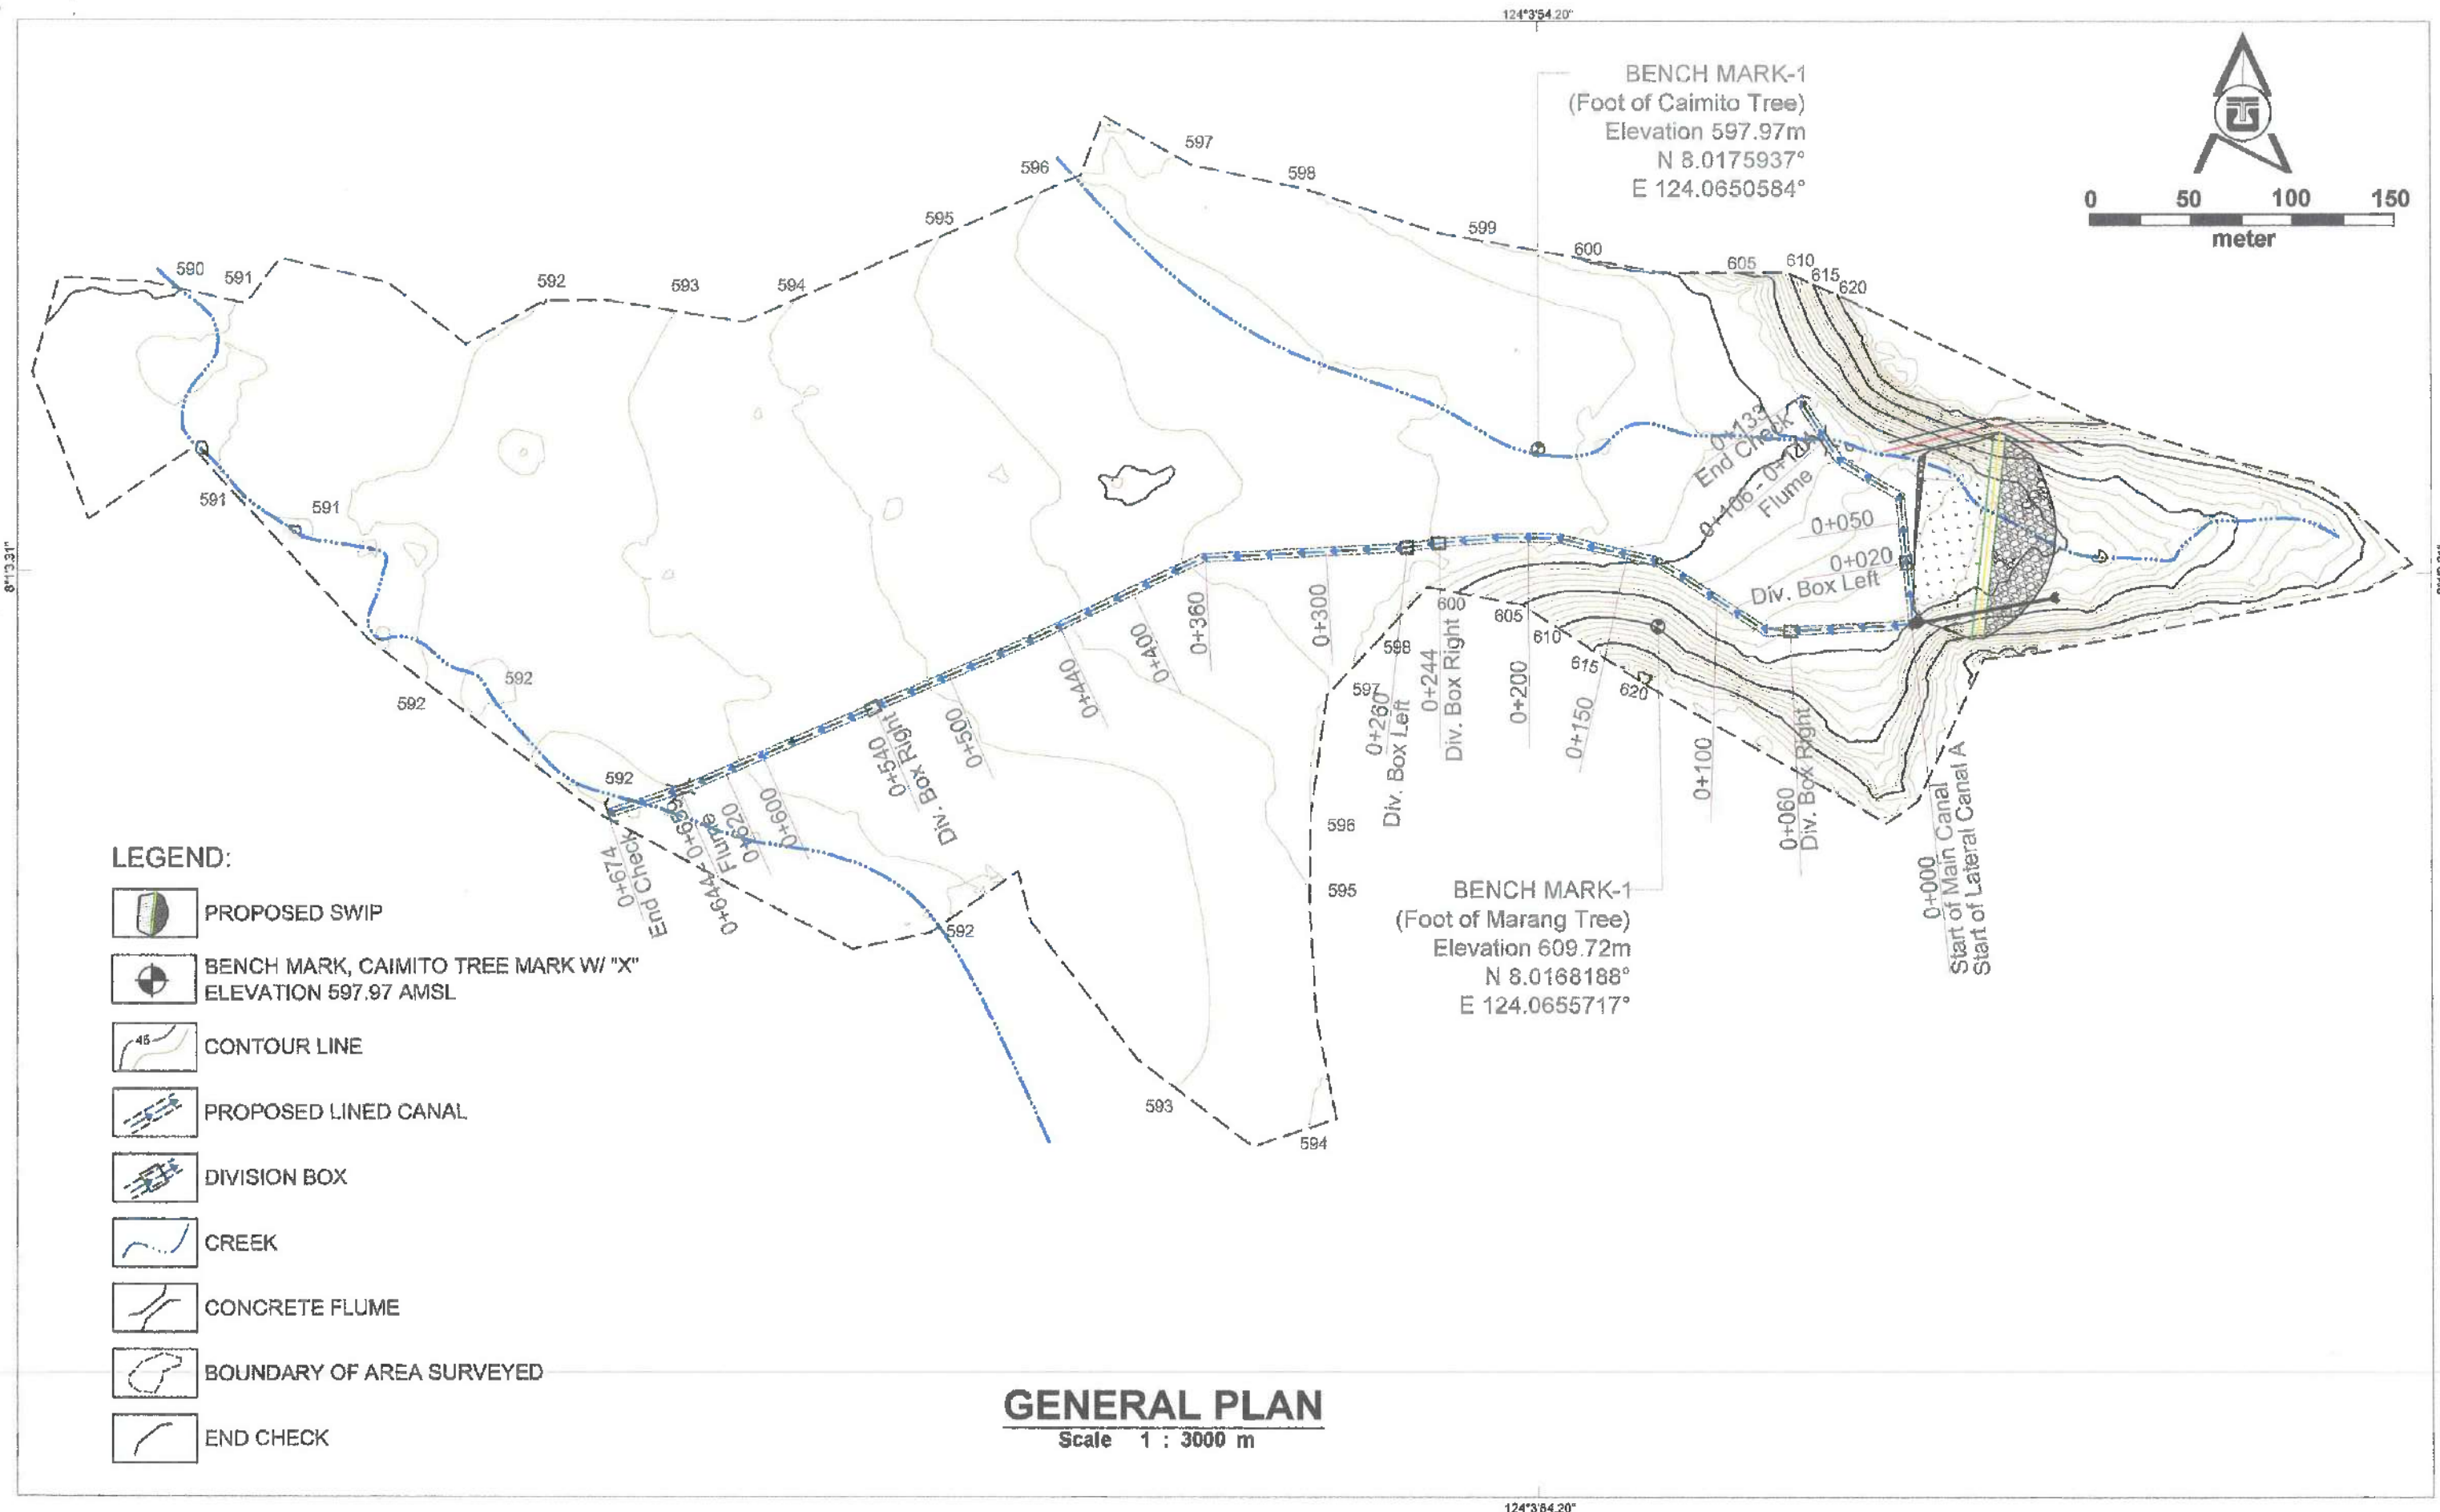 124°3'54.20"
BENCH MARK-1
(Foot of Caimito Tree)
Elevation 597.97m
N 8.0175937°
E 124.0650584°
0 50 100 150
meter
596
597
598
595
599
600
605
610
615
620
590
591
592
593
594
0+133
End Check
Flume
0+050
0+020
Div. Box Left
8°1'3.31"
591
591
592
592
592
592
600
605
610
615
620
598
597
596
595
593
594
0+360
0+300
0+400
0+440
0+500
0+540
Div. Box Right
0+600
0+620
Flume
0+674
End Check
0+260
Div. Box Left
0+244
Div. Box Right
0+200
0+150
0+100
0+060
Div. Box Right
0+000
Start of Main Canal
Start of Lateral Canal A
BENCH MARK-1
(Foot of Marang Tree)
Elevation 609.72m
N 8.0168188°
E 124.0655717°
LEGEND:
PROPOSED SWIP
BENCH MARK, CAIMITO TREE MARK W/ "X"
ELEVATION 597.97 AMSL
45
CONTOUR LINE
PROPOSED LINED CANAL
DIVISION BOX
CREEK
CONCRETE FLUME
BOUNDARY OF AREA SURVEYED
END CHECK
GENERAL PLAN
Scale 1 : 3000 m
124°3'54.20"